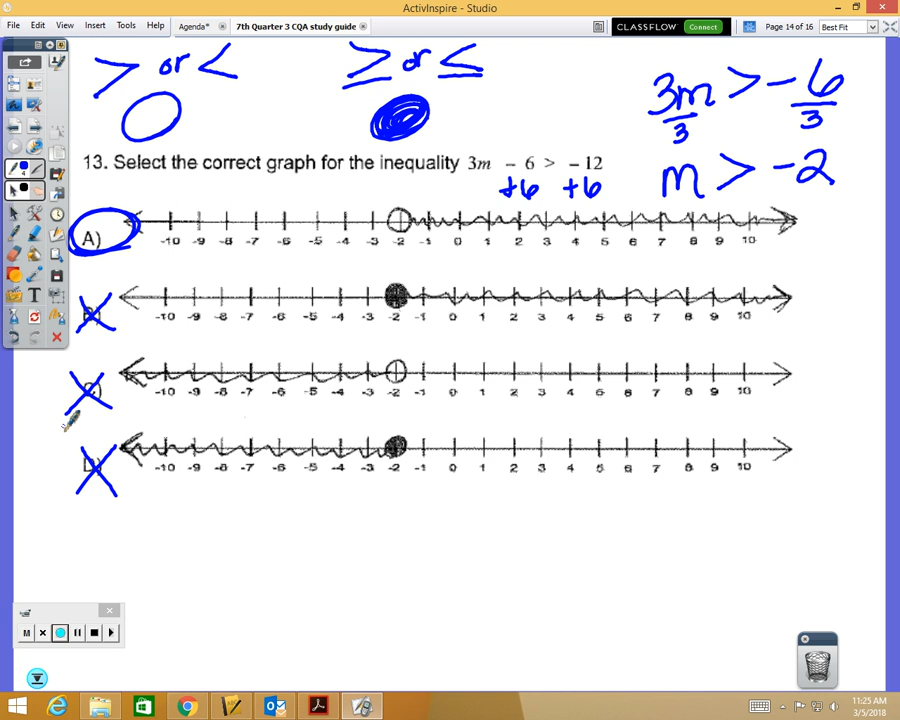 ActivInspire - Studio
File Edit View Insert Tools Help
Agenda* 7th Quarter 3 CQA study guide
CLASSFLOW Connect
Page 14 of 16 Best Fit
> or < ≥ or ≤
3m/3 > -6/3
13. Select the correct graph for the inequality 3m - 6 > -12
+6 +6
m > -2
A)
-10 -9 -8 -7 -6 -5 -4 -3 -2 -1 0 1 2 3 4 5 6 7 8 9 10
-10 -9 -8 -7 -6 -5 -4 -3 -2 -1 0 1 2 3 4 5 6 7 8 9 10
C)
-10 -9 -8 -7 -6 -5 -4 -3 -2 -1 0 1 2 3 4 5 6 7 8 9 10
D)
-10 -9 -8 -7 -6 -5 -4 -3 -2 -1 0 1 2 3 4 5 6 7 8 9 10
4
T
M
11:25 AM
3/5/2018